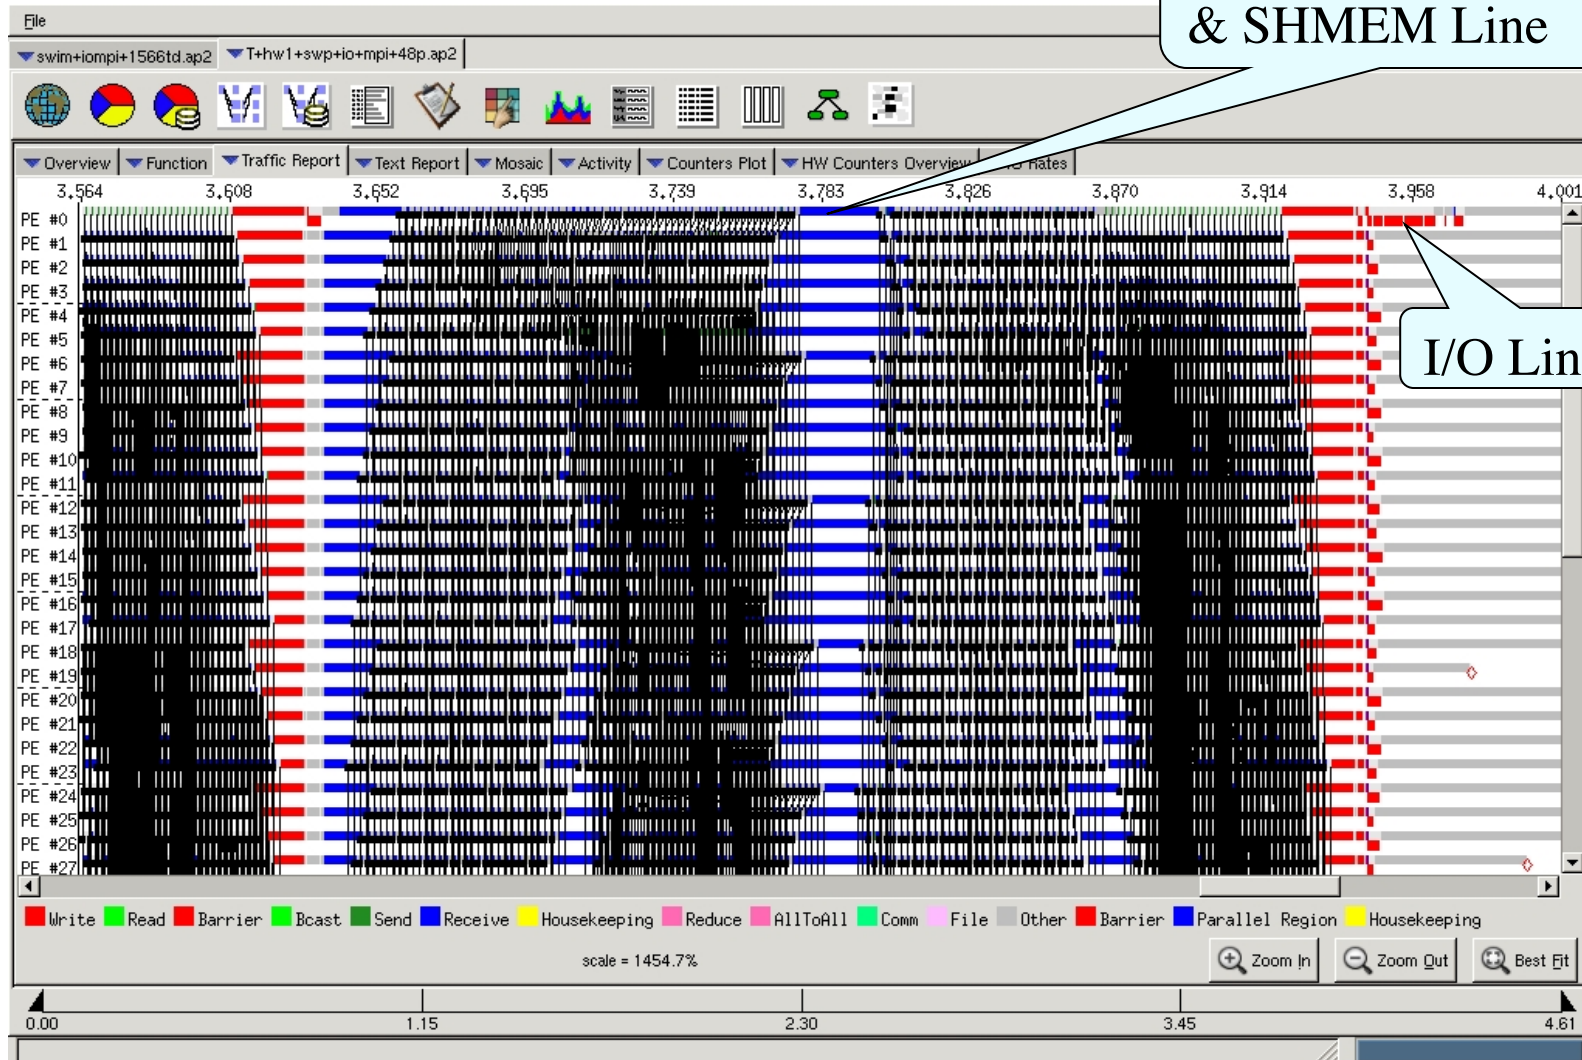 & SHMEM Line
File
swim+iompi+1566td.ap2 T+hw1+swp+io+mpi+48p.ap2
Overview Function Traffic Report Text Report Mosaic Activity Counters Plot HW Counters Overview Rates
3.564 3.608 3.652 3.695 3.739 3.783 3.826 3.870 3.914 3.958 4.001
PE #0
PE #1
PE #2
PE #3
PE #4
PE #5
PE #6
I/O Lin
PE #7
PE #8
PE #9
PE #10
PE #11
PE #12
PE #13
PE #14
PE #15
PE #16
PE #17
PE #18
PE #19
PE #20
PE #21
PE #22
PE #23
PE #24
PE #25
PE #26
PE #27
Write Read Barrier Bcast Send Receive Housekeeping Reduce AllToAll Comm File Other Barrier Parallel Region Housekeeping
scale = 1454.7% Zoom In Zoom Out Best Fit
0.00 1.15 2.30 3.45 4.61